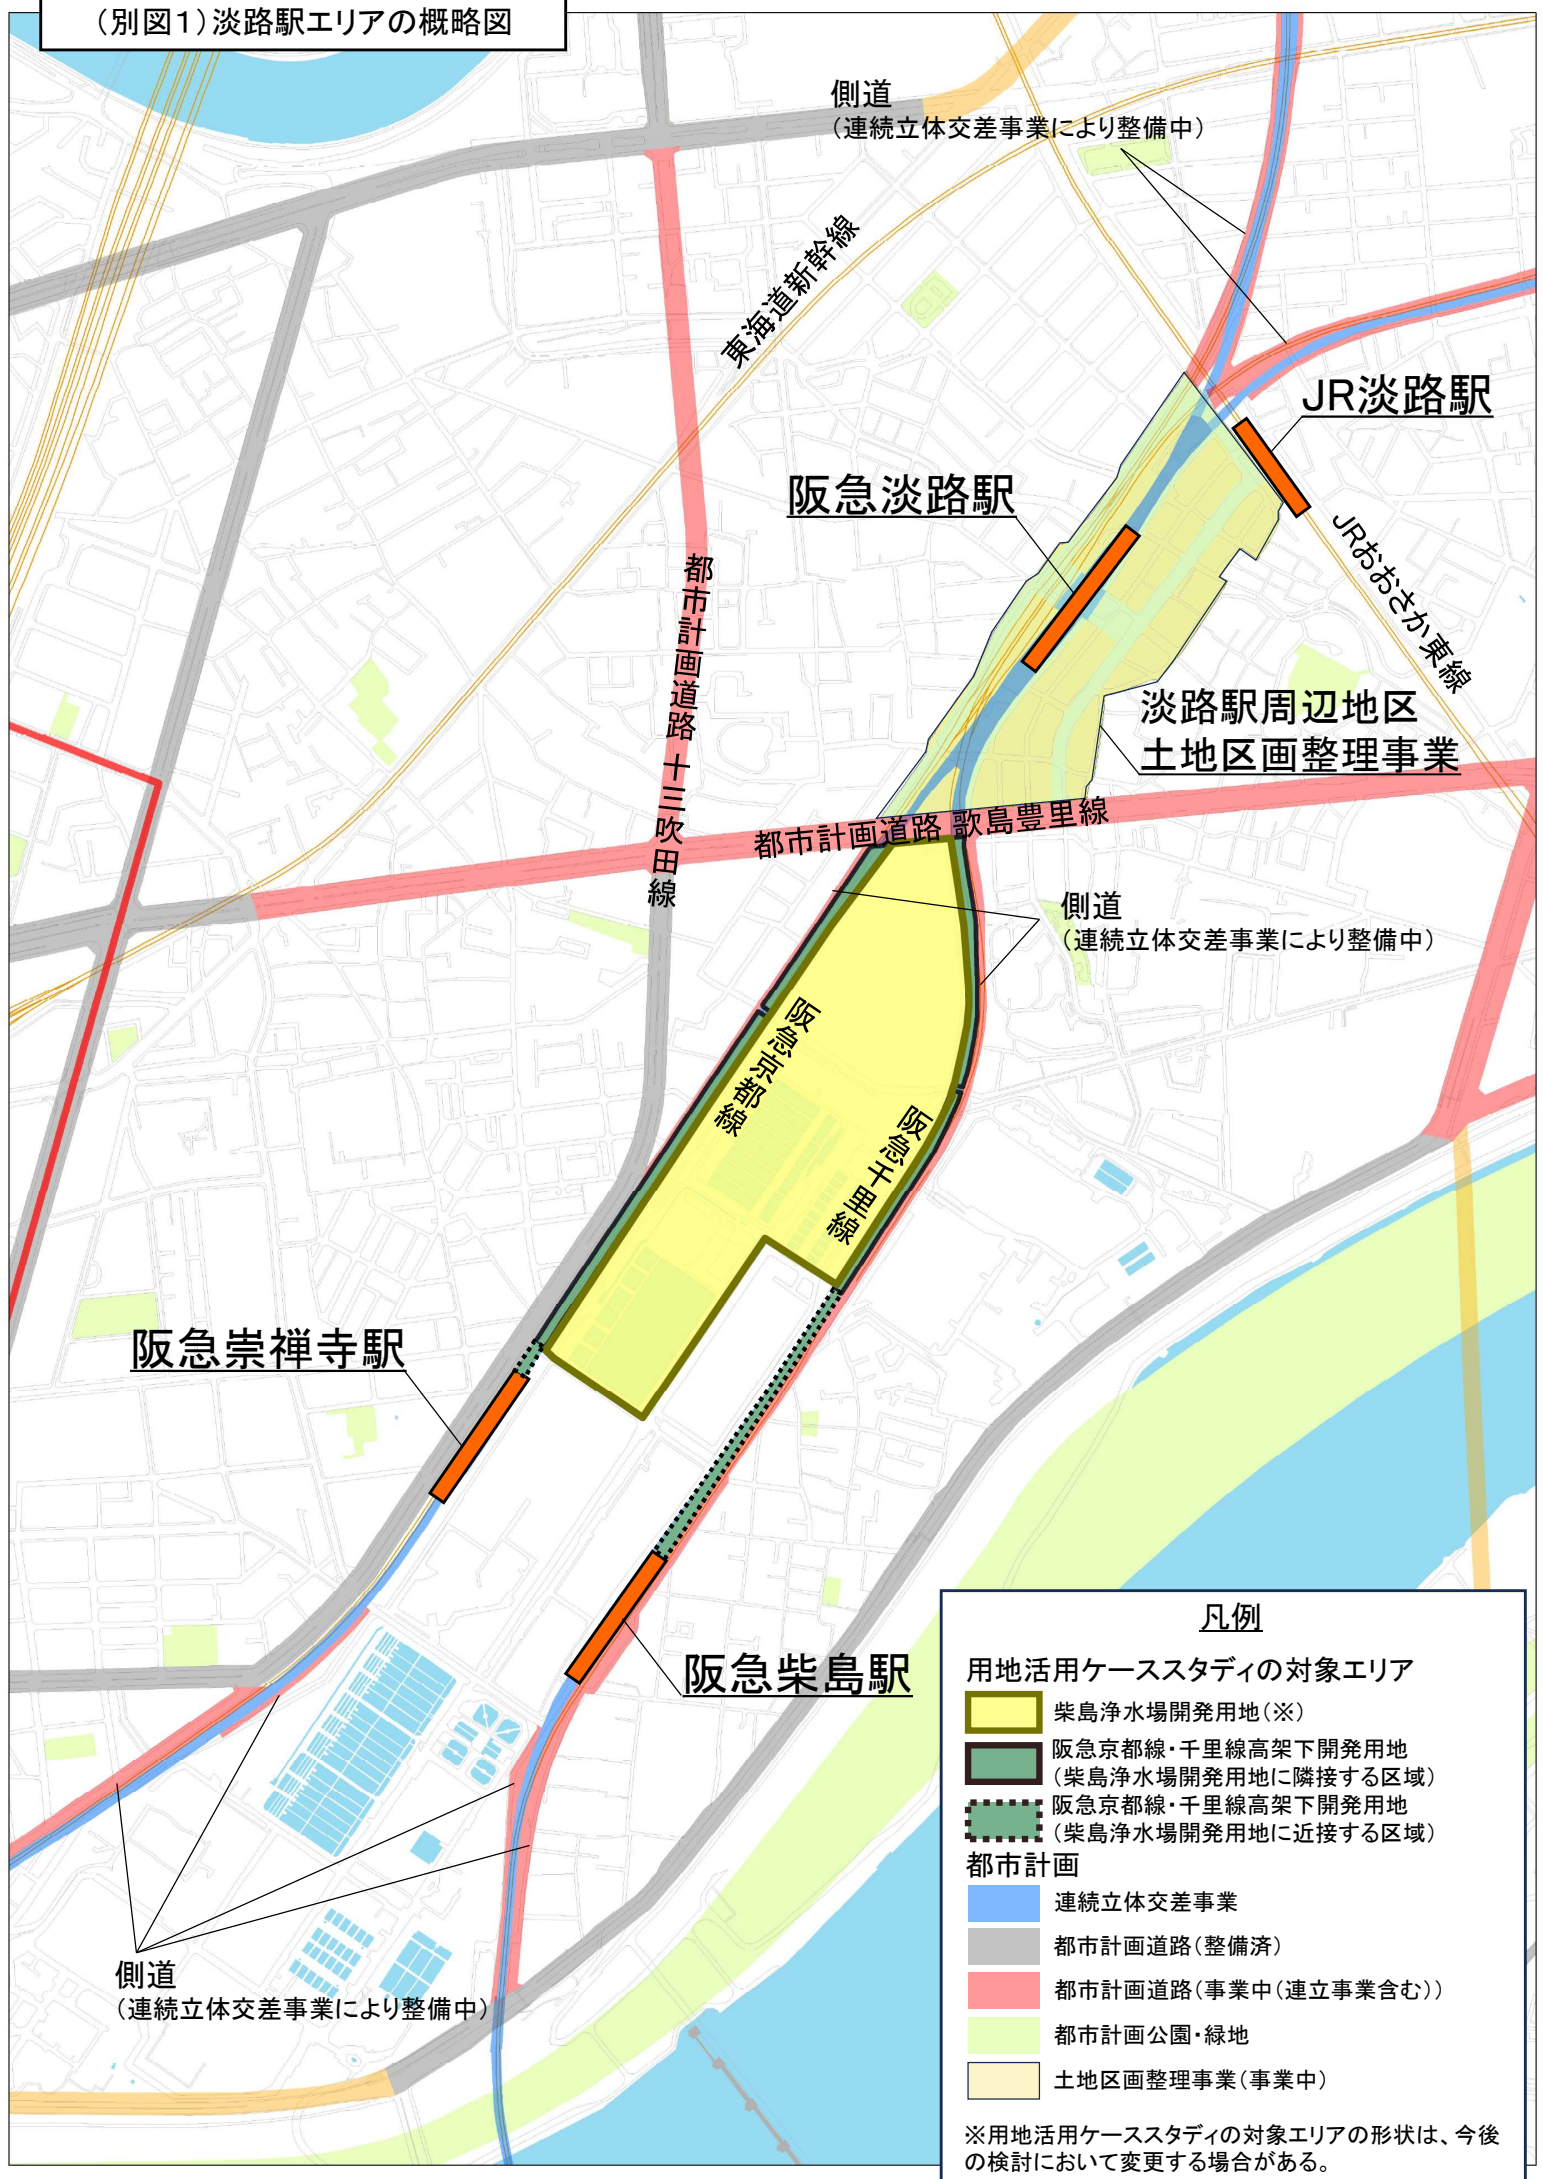 （別図１）淡路駅エリアの概略図
側道
（連続立体交差事業により整備中）
東海道新幹線
JR淡路駅
阪急淡路駅
JRおおさか東線
都市計画道路 十三吹田線
淡路駅周辺地区
土地区画整理事業
都市計画道路 歌島豊里線
側道
（連続立体交差事業により整備中）
阪急京都線
阪急千里線
阪急崇禅寺駅
阪急柴島駅
側道
（連続立体交差事業により整備中）
凡例
用地活用ケーススタディの対象エリア
柴島浄水場開発用地（※）
阪急京都線・千里線高架下開発用地
（柴島浄水場開発用地に隣接する区域）
阪急京都線・千里線高架下開発用地
（柴島浄水場開発用地に近接する区域）
都市計画
連続立体交差事業
都市計画道路（整備済）
都市計画道路（事業中（連立事業含む））
都市計画公園・緑地
土地区画整理事業（事業中）
※用地活用ケーススタディの対象エリアの形状は、今後
の検討において変更する場合がある。